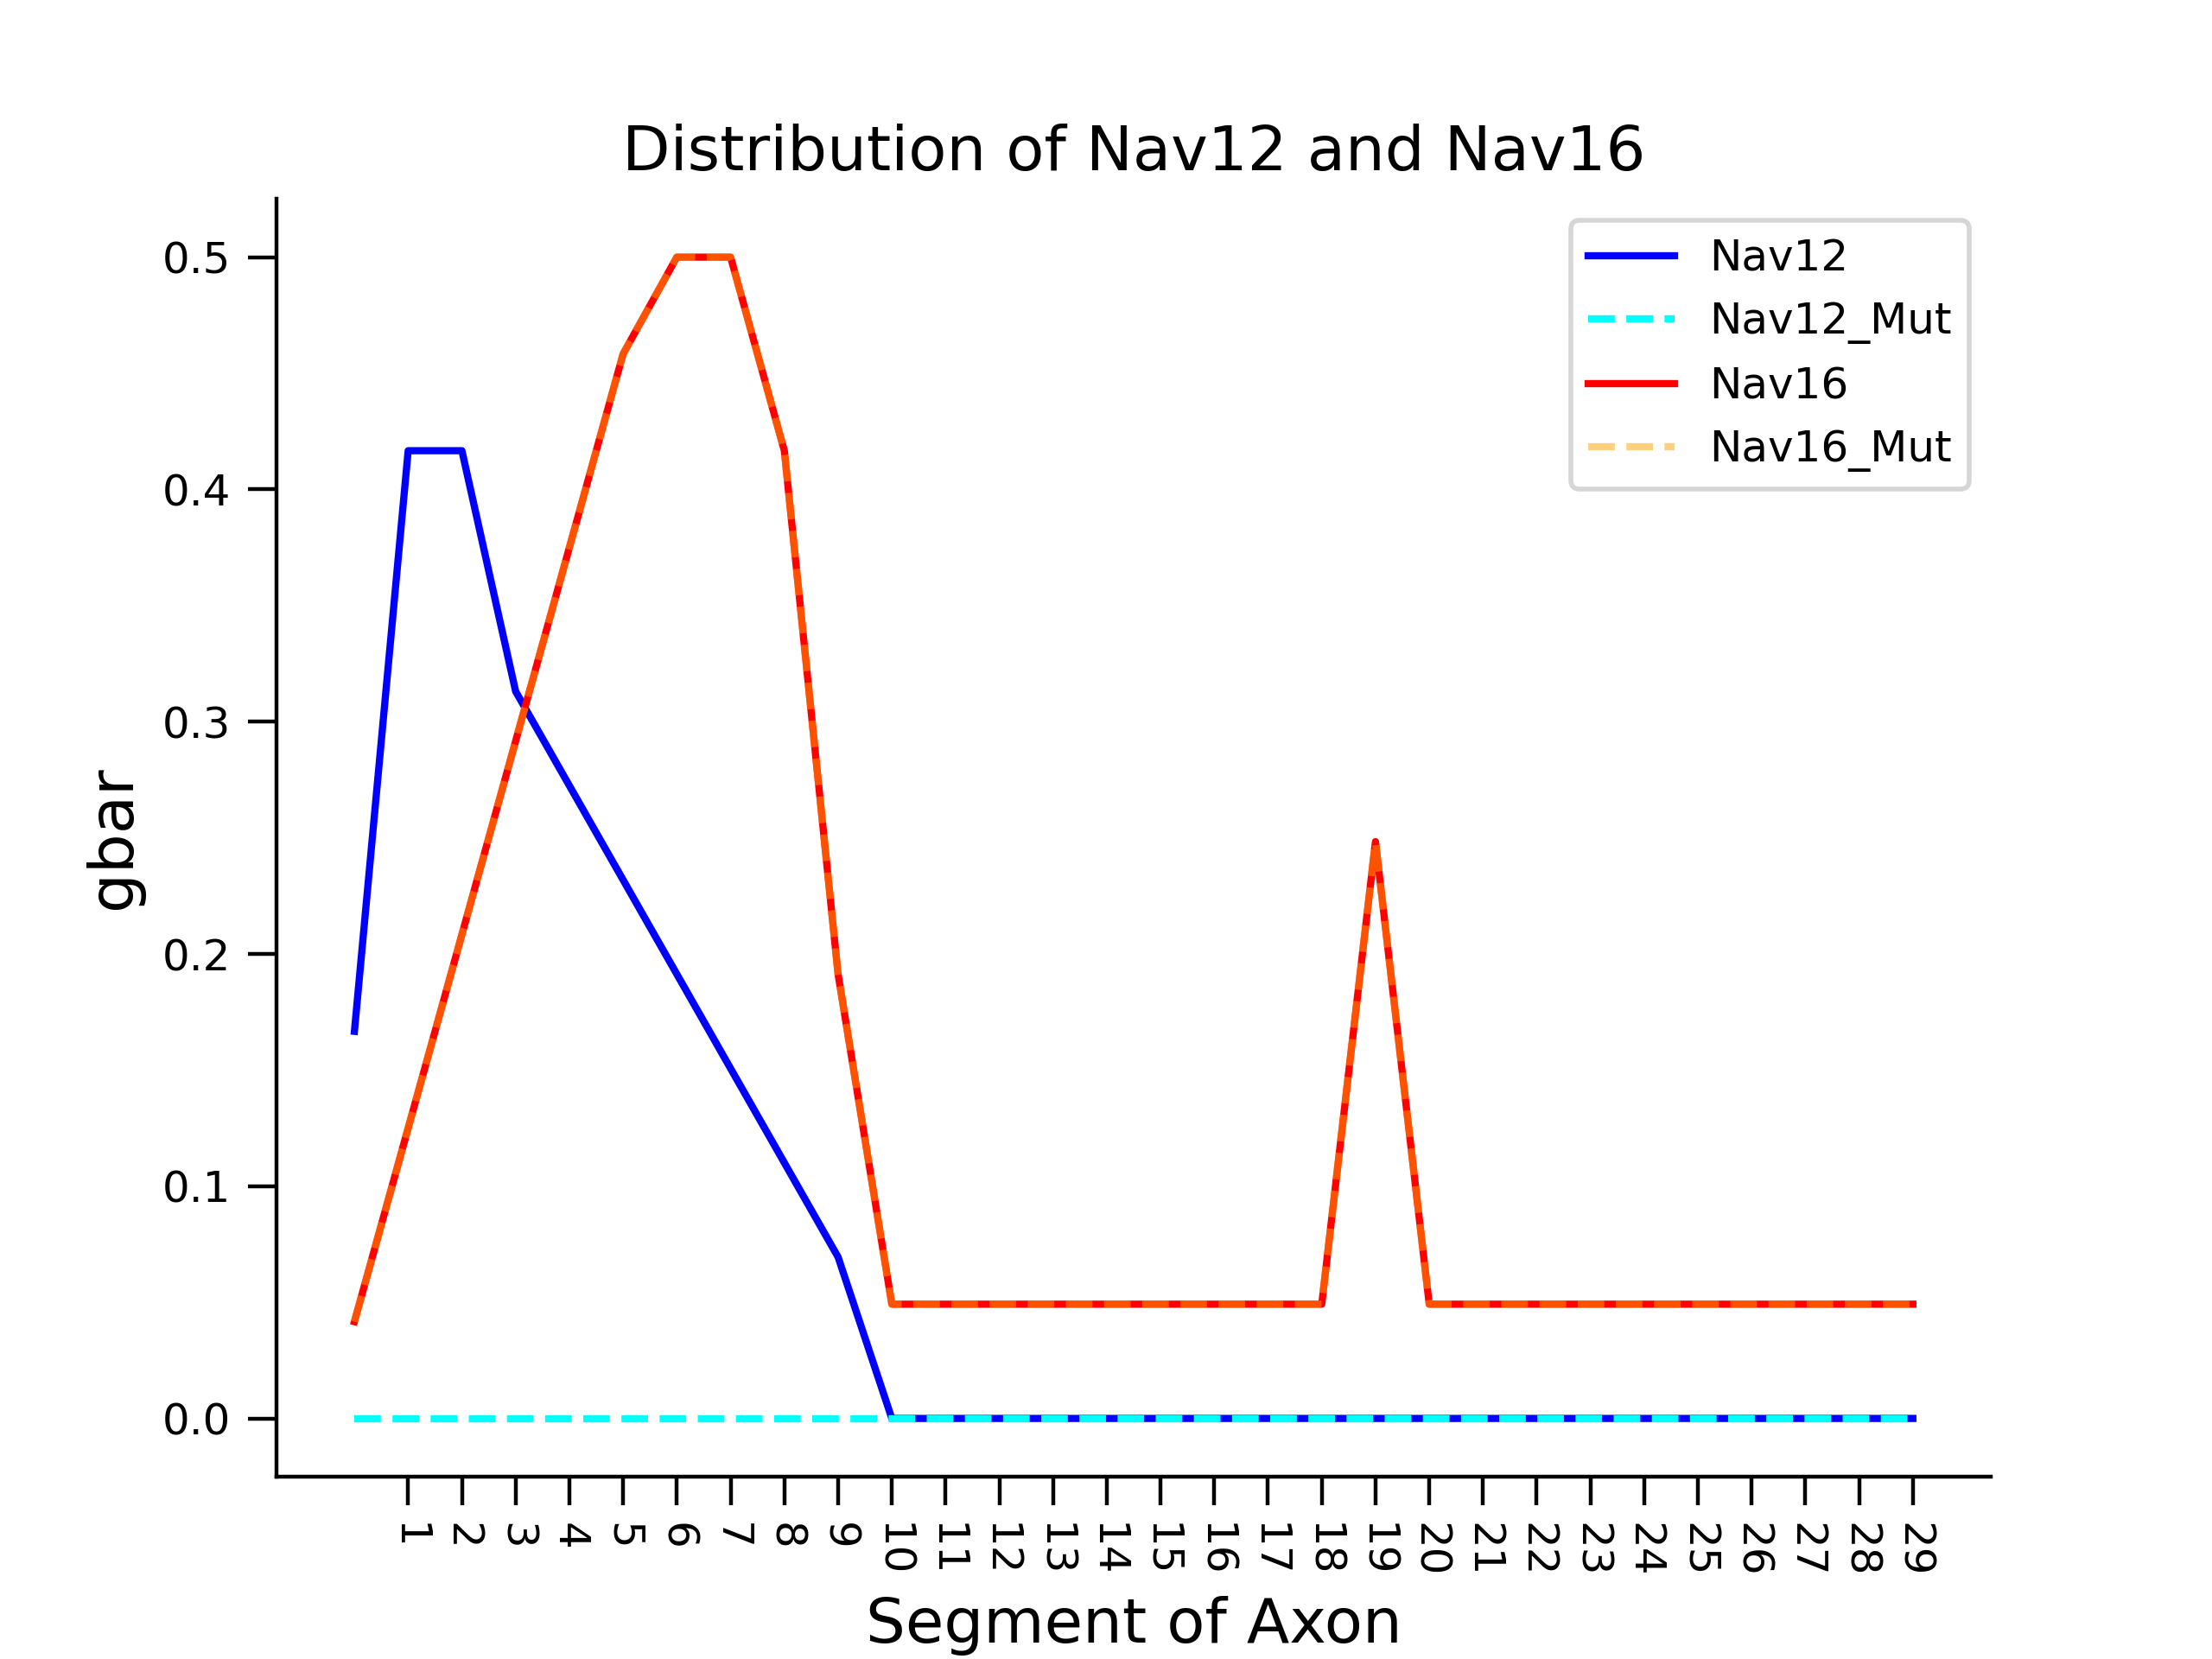 Distribution of Nav12 and Nav16
Nav12
Nav12_Mut
Nav16
Nav16_Mut
gbar
0.5
0.4
0.3
0.2
0.1
0.0
1 2 3 4 5 6 7 8 9 10 11 12 13 14 15 16 17 18 19 20 21 22 23 24 25 26 27 28 29
Segment of Axon